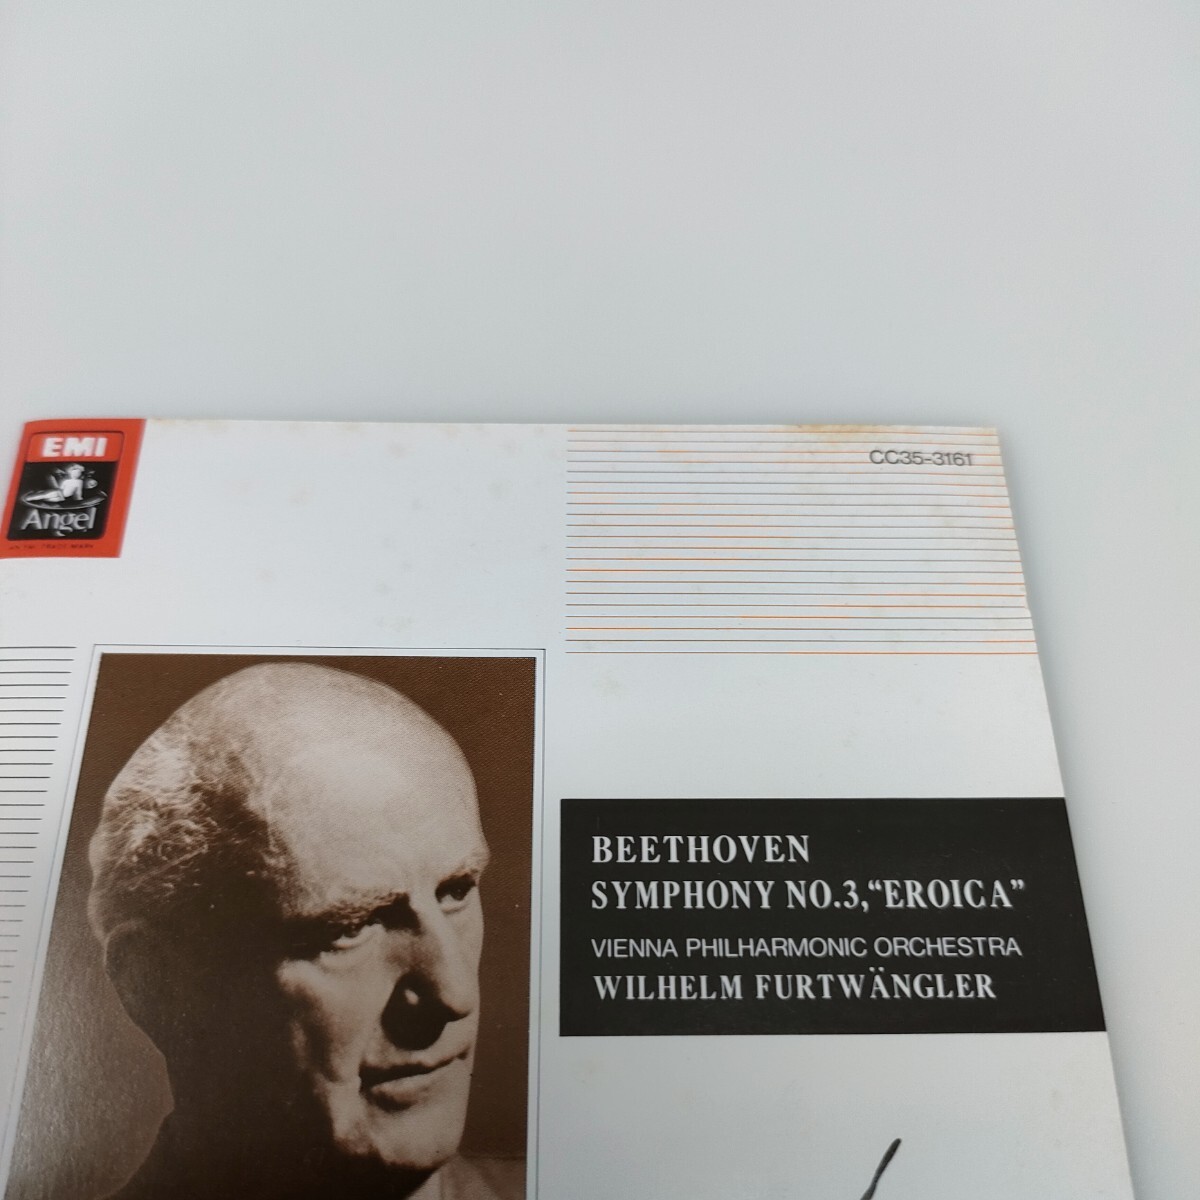 EMI
Angel
CC35-3161
BEETHOVEN
SYMPHONY NO.3,“EROICA”
VIENNA PHILHARMONIC ORCHESTRA
WILHELM FURTWÄNGLER